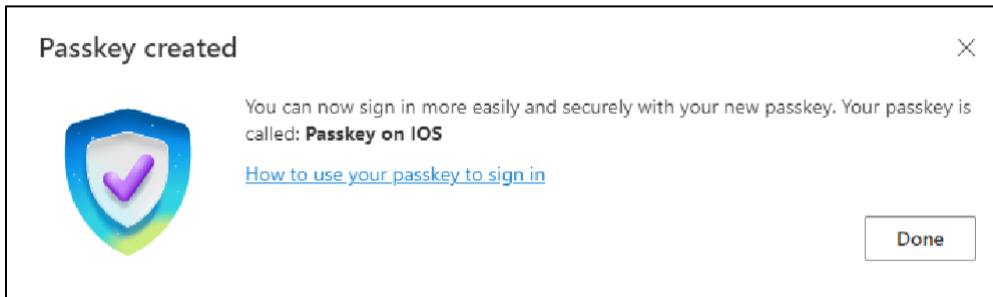 Passkey created
You can now sign in more easily and securely with your new passkey. Your passkey is
called: Passkey on IOS
How to use your passkey to sign in
Done